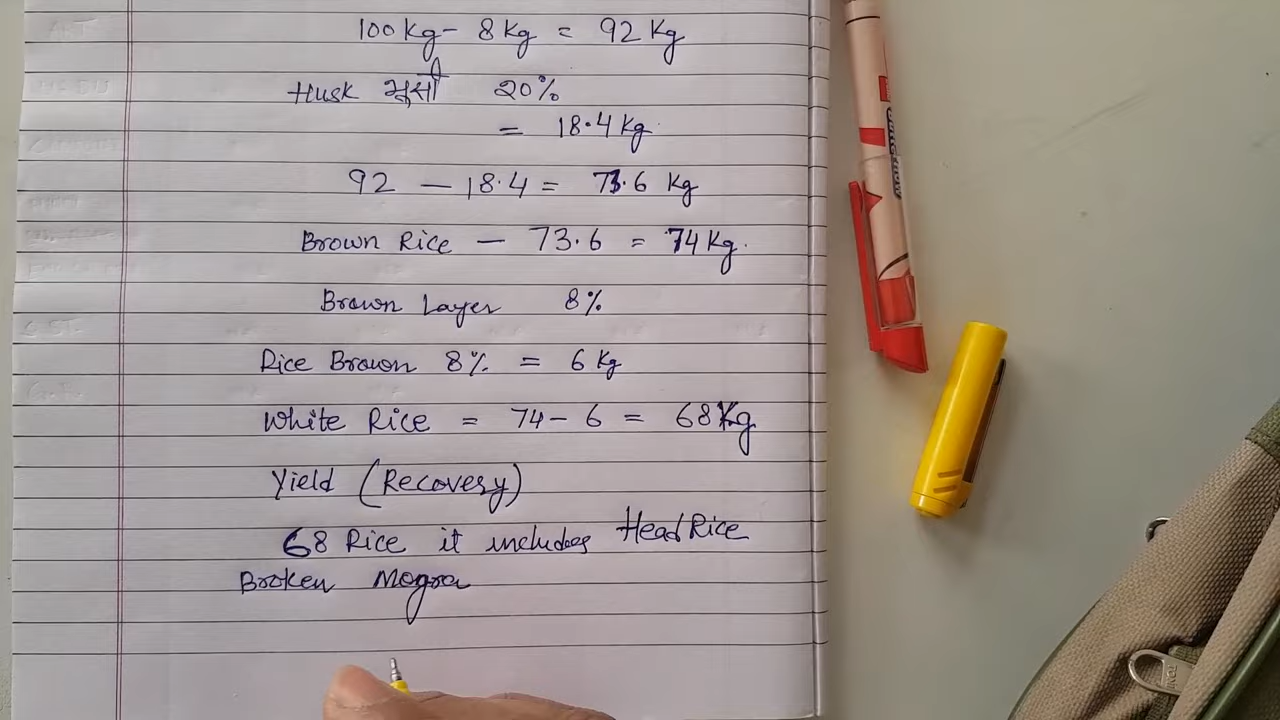 100 Kg - 8 Kg = 92 Kg
Husk भूसी 20%
= 18.4 Kg
92 - 18.4 = 73.6 Kg
Brown Rice - 73.6 = 74 Kg.
Brown Layer 8%
Rice Brown 8% = 6 Kg
White Rice = 74 - 6 = 68 Kg
Yield (Recovery)
68 Rice it includes Head Rice
Broken Mogra